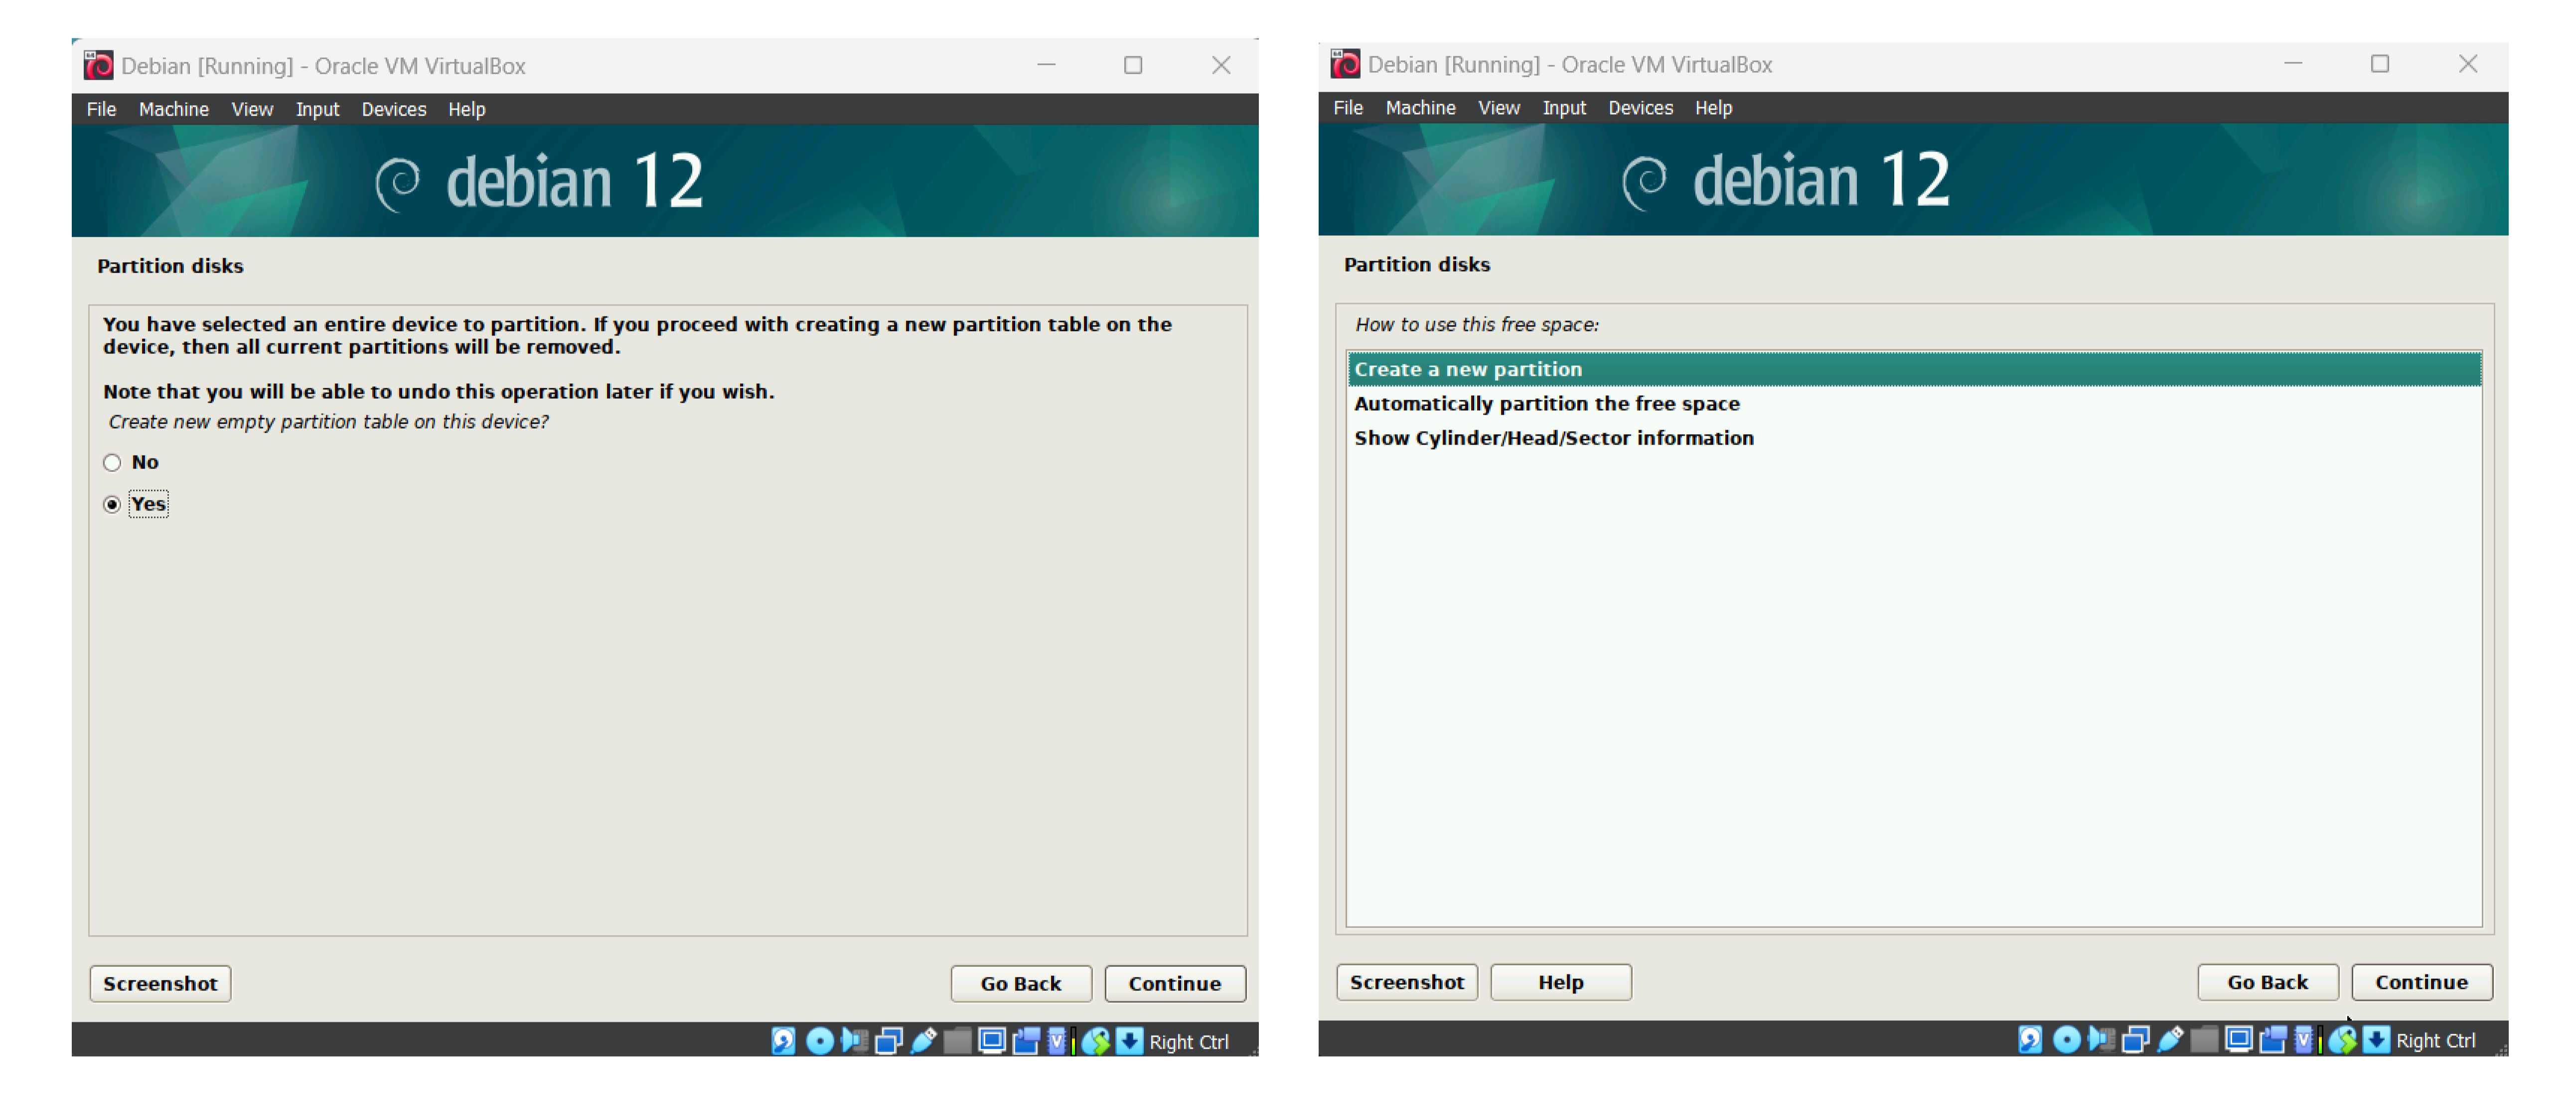 Debian [Running] - Oracle VM VirtualBox
File Machine View Input Devices Help
debian 12
Partition disks
You have selected an entire device to partition. If you proceed with creating a new partition table on the
device, then all current partitions will be removed.
Note that you will be able to undo this operation later if you wish.
Create new empty partition table on this device?
No
Yes
Screenshot
Go Back
Continue
Right Ctrl
Debian [Running] - Oracle VM VirtualBox
File Machine View Input Devices Help
debian 12
Partition disks
How to use this free space:
Create a new partition
Automatically partition the free space
Show Cylinder/Head/Sector information
Screenshot
Help
Go Back
Continue
Right Ctrl